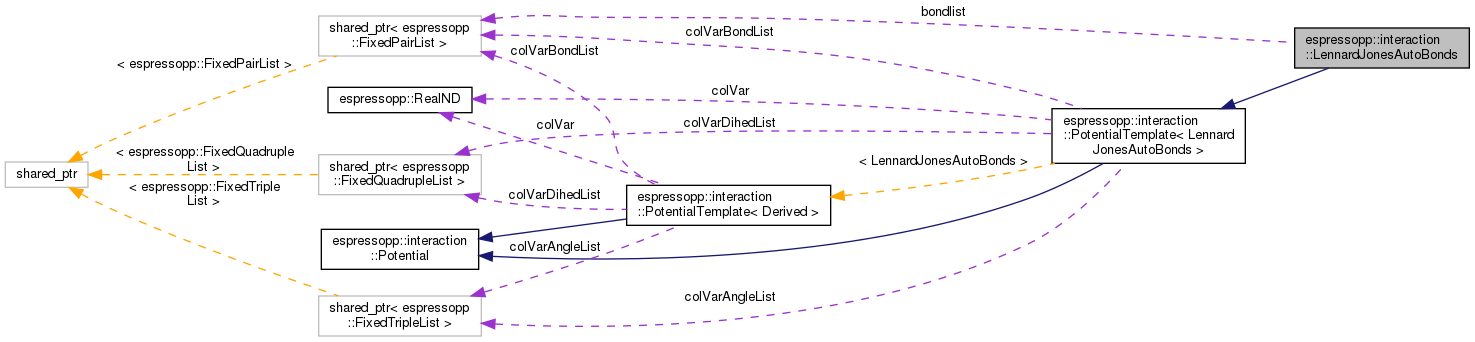 bondlist
shared_ptr< espressopp
::FixedPairList >
colVarBondList
espressopp::interaction
::LennardJonesAutoBonds
colVarBondList
< espressopp::FixedPairList >
espressopp::RealND
colVar
espressopp::interaction
::PotentialTemplate< Lennard
JonesAutoBonds >
colVar
colVarDihedList
< espressopp::FixedQuadruple
List >
shared_ptr< espressopp
::FixedQuadrupleList >
< LennardJonesAutoBonds >
shared_ptr
< espressopp::FixedTriple
List >
colVarDihedList
espressopp::interaction
::PotentialTemplate< Derived >
espressopp::interaction
::Potential
colVarAngleList
shared_ptr< espressopp
::FixedTripleList >
colVarAngleList